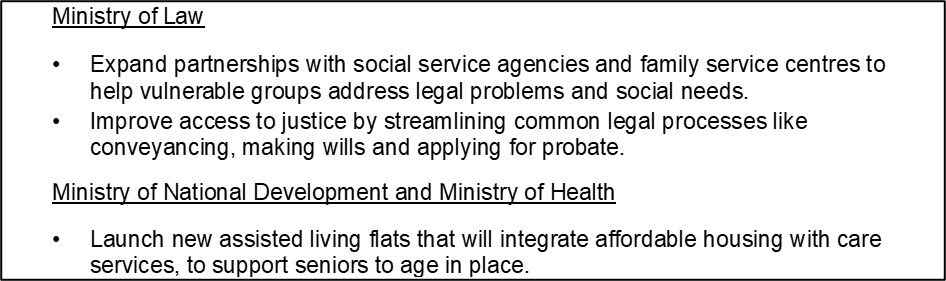 Ministry of Law
• Expand partnerships with social service agencies and family service centres to
help vulnerable groups address legal problems and social needs.
• Improve access to justice by streamlining common legal processes like
conveyancing, making wills and applying for probate.
Ministry of National Development and Ministry of Health
• Launch new assisted living flats that will integrate affordable housing with care
services, to support seniors to age in place.